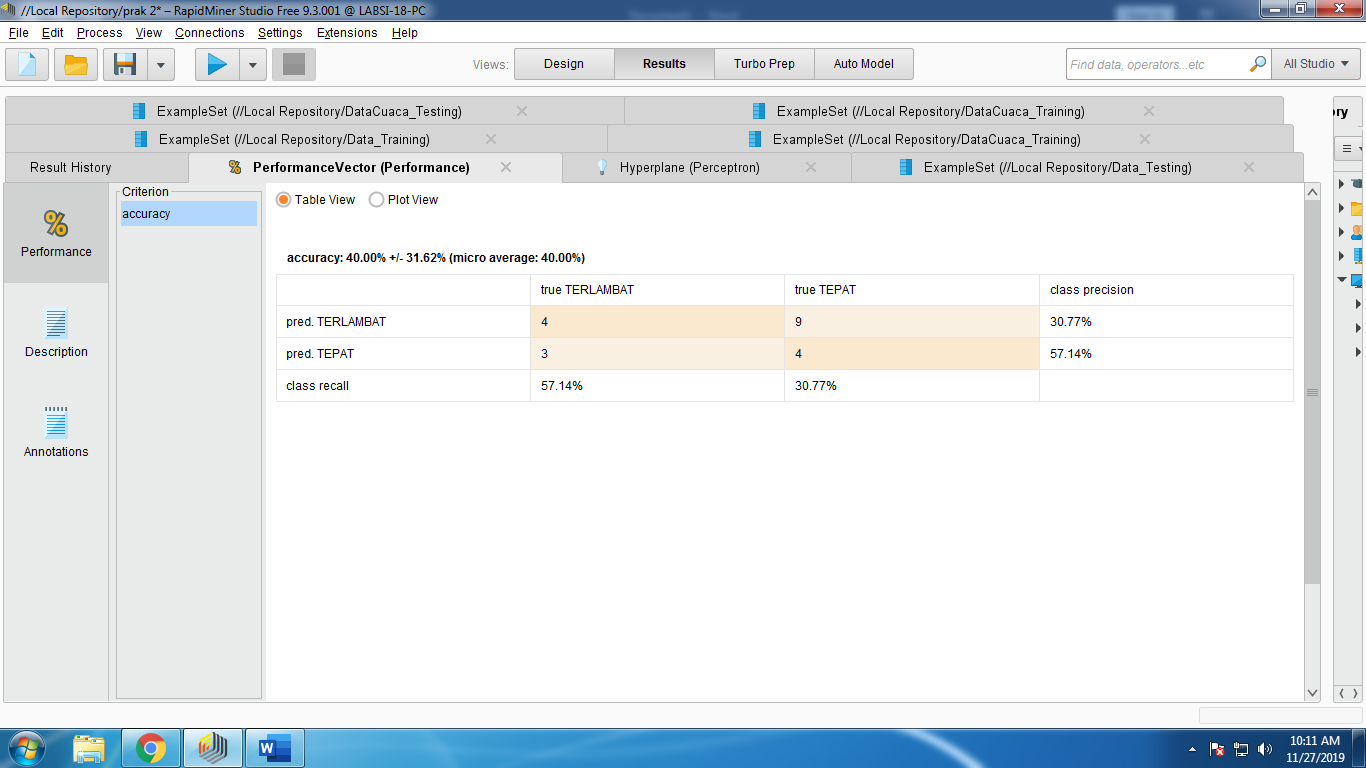 //Local Repository/prak 2* – RapidMiner Studio Free 9.3.001 @ LABSI-18-PC
File Edit Process View Connections Settings Extensions Help
Views: Design Results Turbo Prep Auto Model Find data, operators...etc All Studio
ExampleSet (//Local Repository/DataCuaca_Testing) ExampleSet (//Local Repository/DataCuaca_Training)
ExampleSet (//Local Repository/Data_Training) ExampleSet (//Local Repository/DataCuaca_Training)
Result History PerformanceVector (Performance) Hyperplane (Perceptron) ExampleSet (//Local Repository/Data_Testing)
ry
Criterion
accuracy
Performance
Description
Annotations
Table View Plot View
accuracy: 40.00% +/- 31.62% (micro average: 40.00%)
true TERLAMBAT true TEPAT class precision
pred. TERLAMBAT 4 9 30.77%
pred. TEPAT 3 4 57.14%
class recall 57.14% 30.77%
10:11 AM
11/27/2019